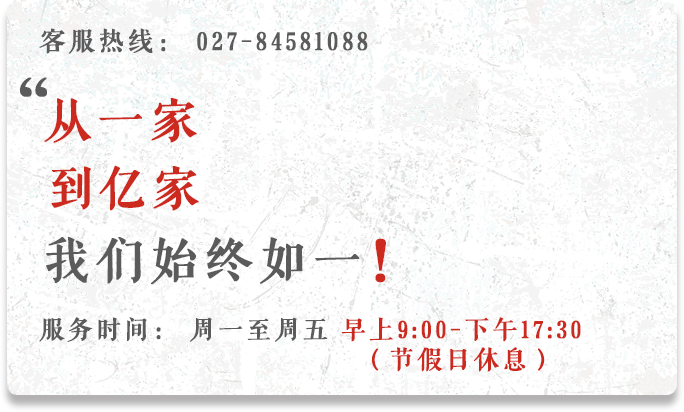 客服热线： 027-84581088
“从一家
到亿家
我们始终如一！
服务时间： 周一至周五 早上9:00-下午17:30
（节假日休息）